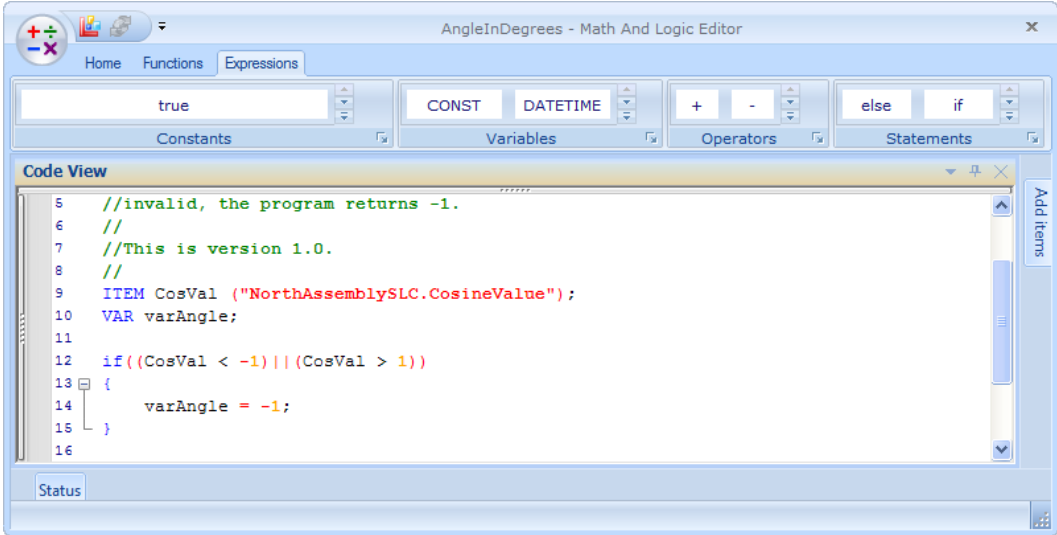 AngleInDegrees - Math And Logic Editor
Home Functions Expressions
true CONST DATETIME + - else if
Constants Variables Operators Statements
Code View
Add items
5 //invalid, the program returns -1.
6 //
7 //This is version 1.0.
8 //
9 ITEM CosVal ("NorthAssemblySLC.CosineValue");
10 VAR varAngle;
11
12 if((CosVal < -1)||(CosVal > 1))
13 {
14 varAngle = -1;
15 }
16
Status